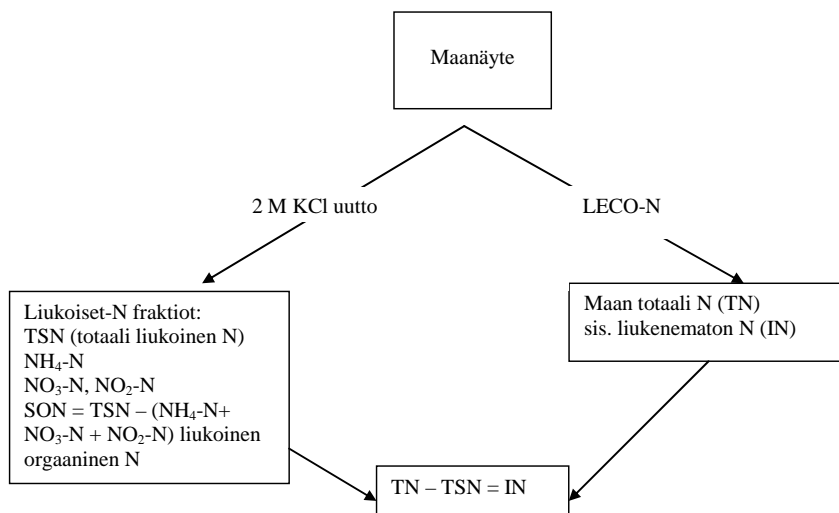 Maanäyte
2 M KCl uutto
LECO-N
Liukoiset-N fraktiot:
TSN (totaali liukoinen N)
NH₄-N
NO₃-N, NO₂-N
SON = TSN – (NH₄-N+
NO₃-N + NO₂-N) liukoinen
orgaaninen N
Maan totaali N (TN)
sis. liukenematon N (IN)
TN – TSN = IN